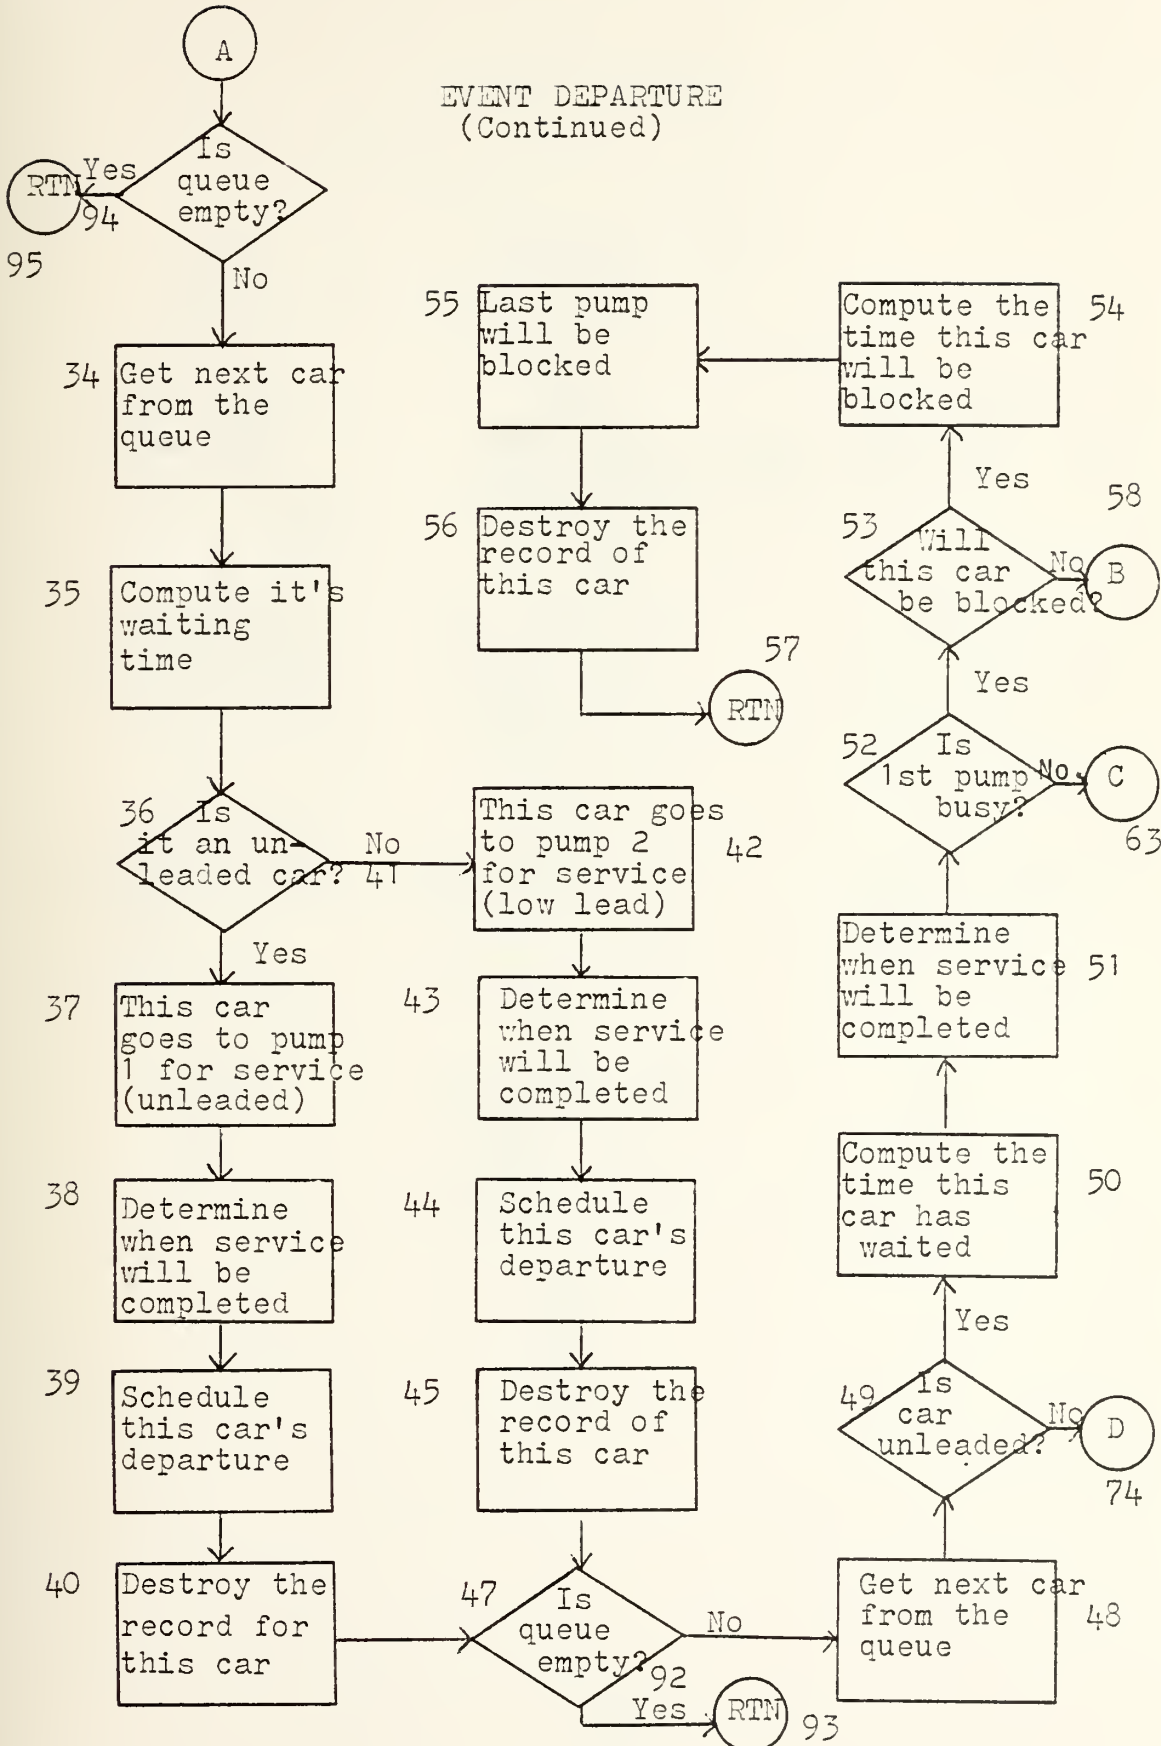 A
EVENT DEPARTURE
(Continued)
Is
queue
empty?
Yes
94
RTN
95
No
34
Get next car
from the
queue
35
Compute it's
waiting
time
36
Is
it an un-
leaded car?
No
41
Yes
37
This car
goes to pump
1 for service
(unleaded)
38
Determine
when service
will be
completed
39
Schedule
this car's
departure
40
Destroy the
record for
this car
This car goes
to pump 2
for service
(low lead)
42
43
Determine
when service
will be
completed
44
Schedule
this car's
departure
45
Destroy the
record of
this car
47
Is
queue
empty?
92
Yes
RTN
93
No
Get next car
from the
queue
48
49
Is
car
unleaded?
No
D
74
Yes
Compute the
time this
car has
waited
50
Determine
when service
will be
completed
51
52
Is
1st pump
busy?
No
C
63
Yes
53
Will
this car
be blocked?
No
B
58
Yes
Compute the
time this car
will be
blocked
54
55
Last pump
will be
blocked
56
Destroy the
record of
this car
57
RTN